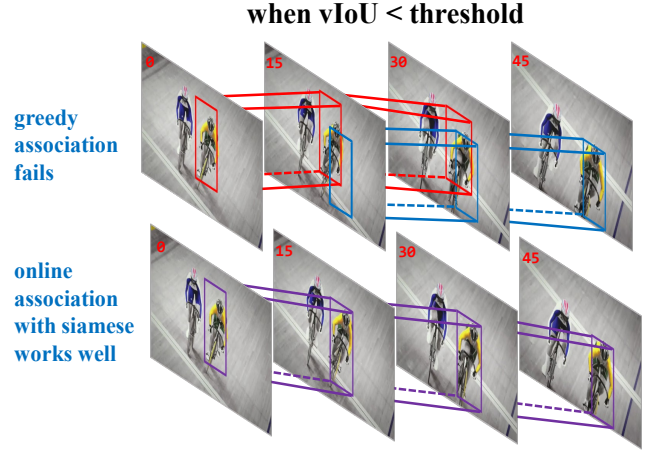 when vIoU < threshold
0
15
30
45
greedy
association
fails
0
15
30
45
online
association
with siamese
works well